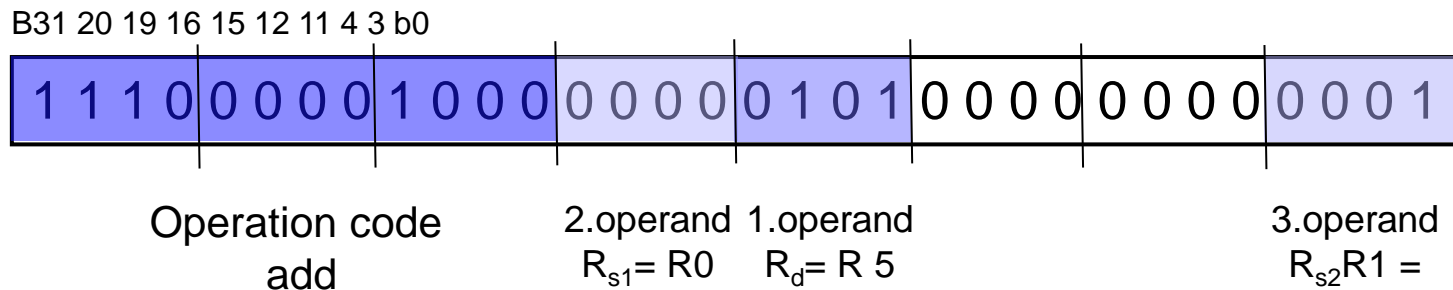 B31 20 19 16 15 12 11 4 3 b0
1 1 1 0 0 0 0 0 1 0 0 0 0 0 0 0 0 1 0 1 0 0 0 0 0 0 0 0 0 0 0 1
Operation code 2.operand 1.operand 3.operand
add Rs1= R0 Rd= R 5 Rs2R1 =